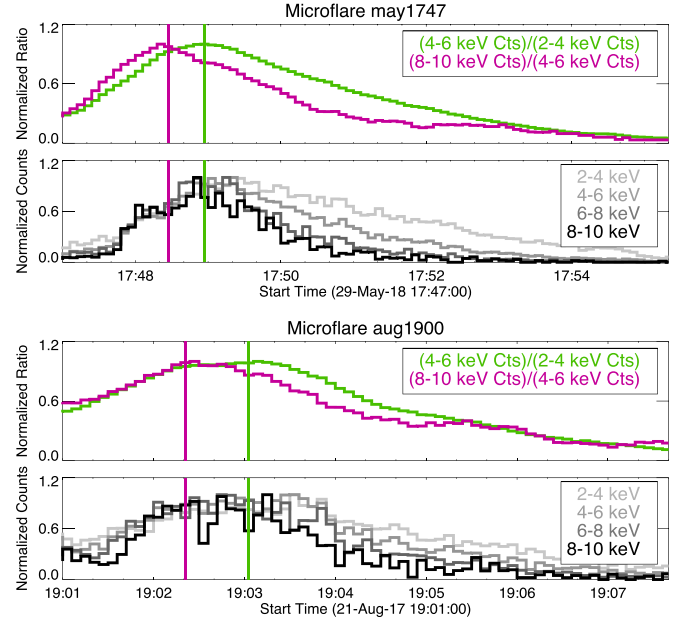 Microflare may1747
Normalized Ratio
1.2
0.6
0.0
(4-6 keV Cts)/(2-4 keV Cts)
(8-10 keV Cts)/(4-6 keV Cts)
Normalized Counts
1.2
0.6
0.0
2-4 keV
4-6 keV
6-8 keV
8-10 keV
17:48 17:50 17:52 17:54
Start Time (29-May-18 17:47:00)
Microflare aug1900
Normalized Ratio
1.2
0.6
0.0
(4-6 keV Cts)/(2-4 keV Cts)
(8-10 keV Cts)/(4-6 keV Cts)
Normalized Counts
1.2
0.6
0.0
2-4 keV
4-6 keV
6-8 keV
8-10 keV
19:01 19:02 19:03 19:04 19:05 19:06 19:07
Start Time (21-Aug-17 19:01:00)